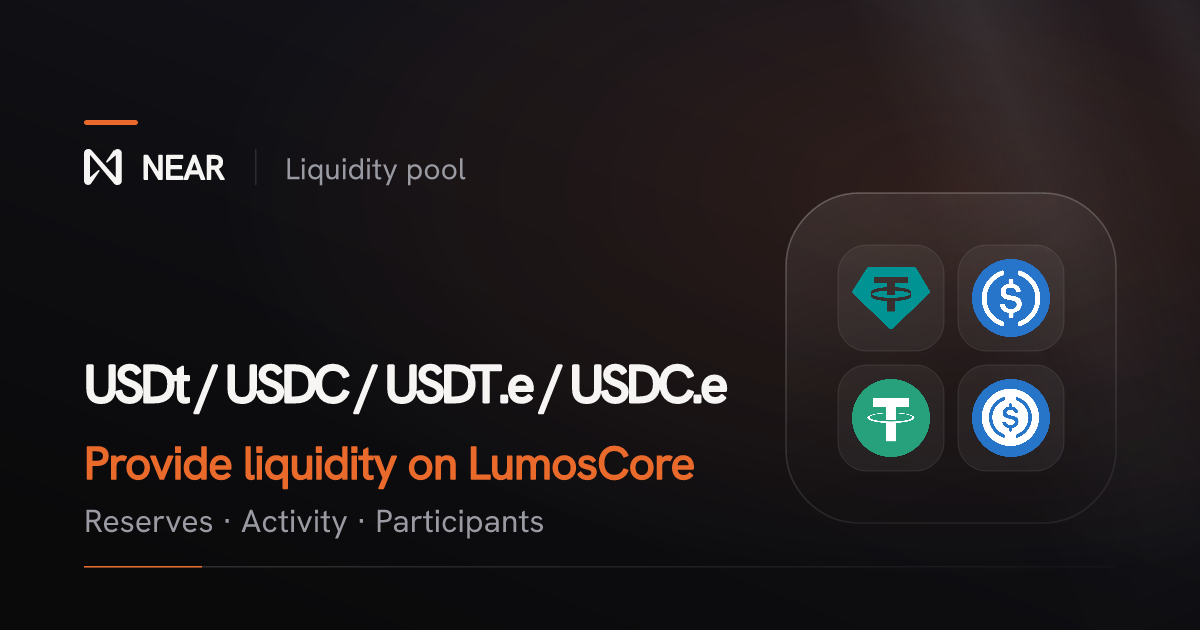 NEAR | Liquidity pool
USDt / USDC / USDT.e / USDC.e
Provide liquidity on LumosCore
Reserves · Activity · Participants